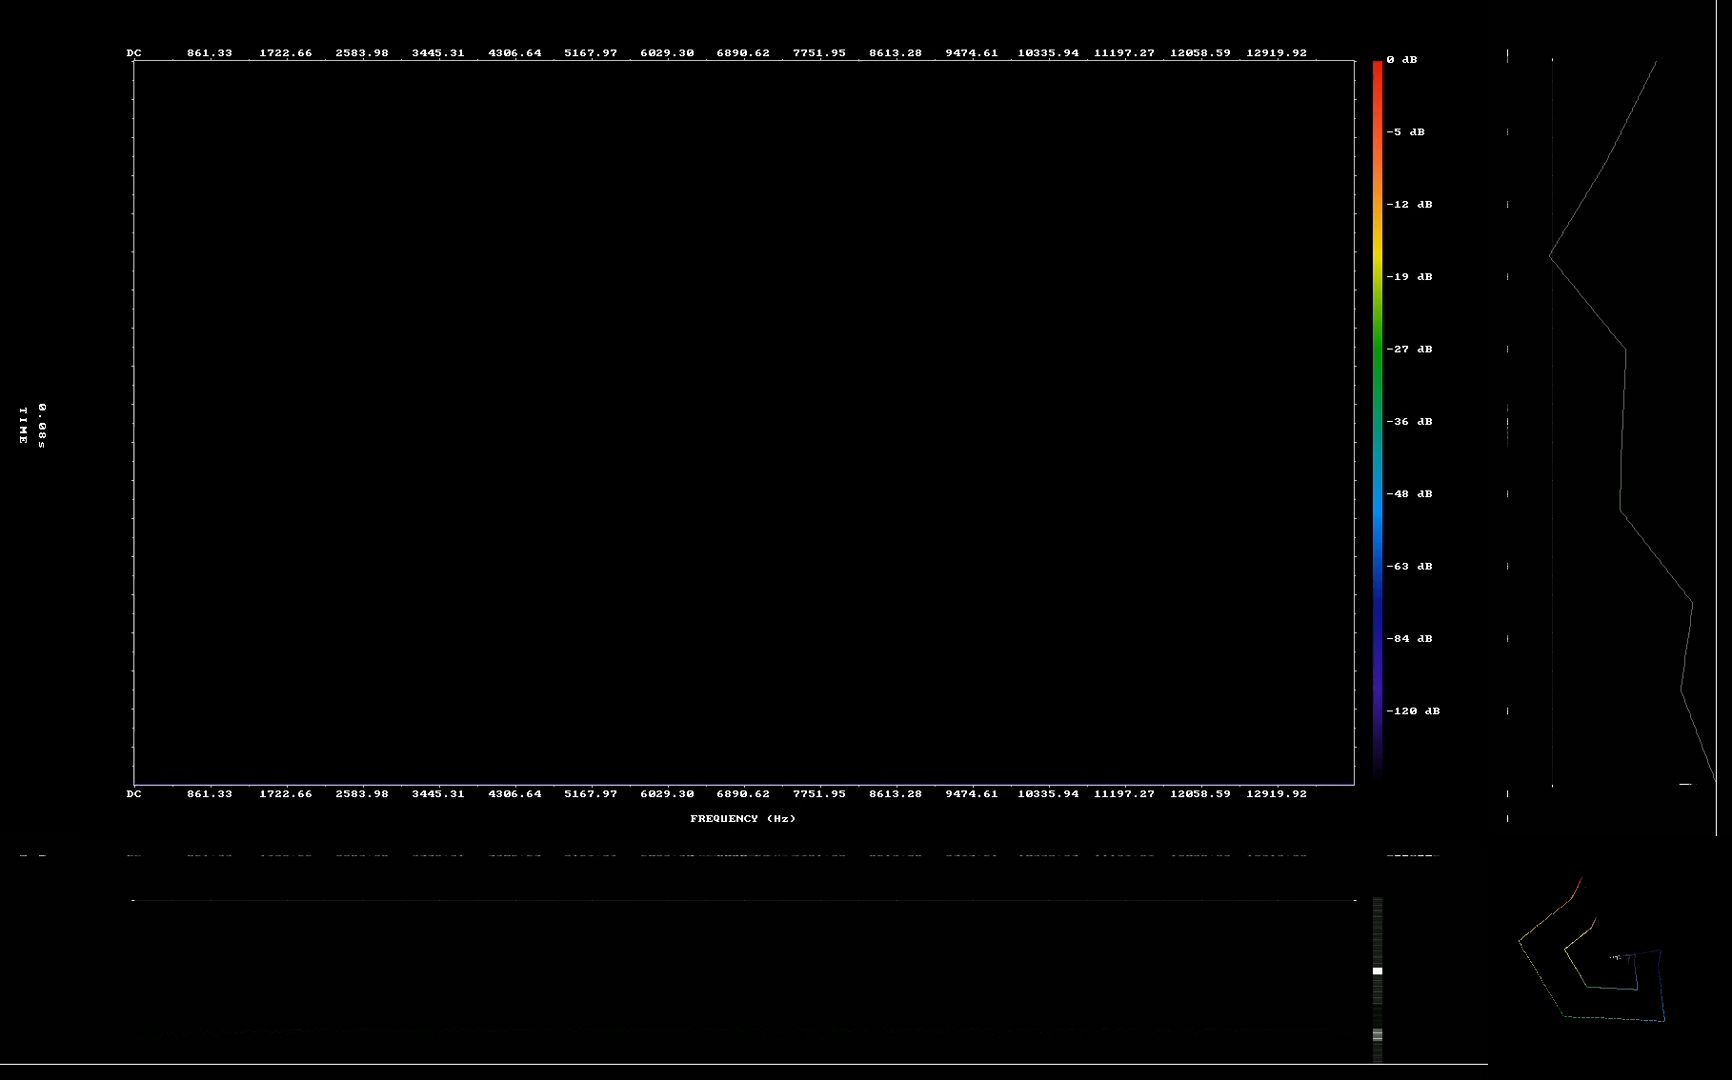 DC 861.33 1722.66 2583.98 3445.31 4306.64 5167.97 6029.30 6890.62 7751.95 8613.28 9474.61 10335.94 11197.27 12058.59 12919.92
0 dB
-5 dB
-12 dB
-19 dB
-27 dB
-36 dB
-48 dB
-63 dB
-84 dB
-120 dB
TIME
0.08s
DC 861.33 1722.66 2583.98 3445.31 4306.64 5167.97 6029.30 6890.62 7751.95 8613.28 9474.61 10335.94 11197.27 12058.59 12919.92
FREQUENCY (Hz)